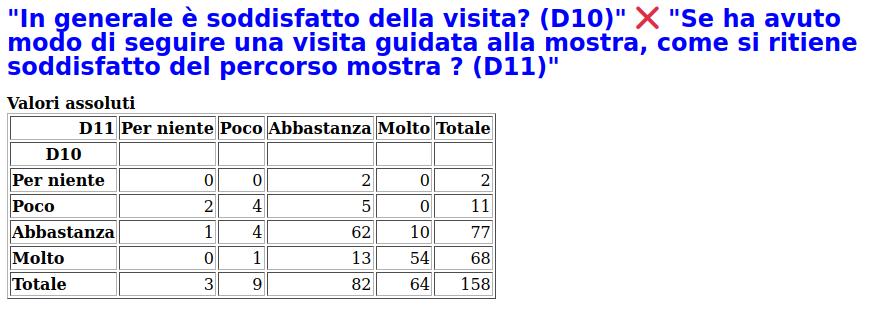 "In generale è soddisfatto della visita? (D10)" ❌ "Se ha avuto
modo di seguire una visita guidata alla mostra, come si ritiene
soddisfatto del percorso mostra ? (D11)"
Valori assoluti
D11 Per niente Poco Abbastanza Molto Totale
D10
Per niente 0 0 2 0 2
Poco 2 4 5 0 11
Abbastanza 1 4 62 10 77
Molto 0 1 13 54 68
Totale 3 9 82 64 158